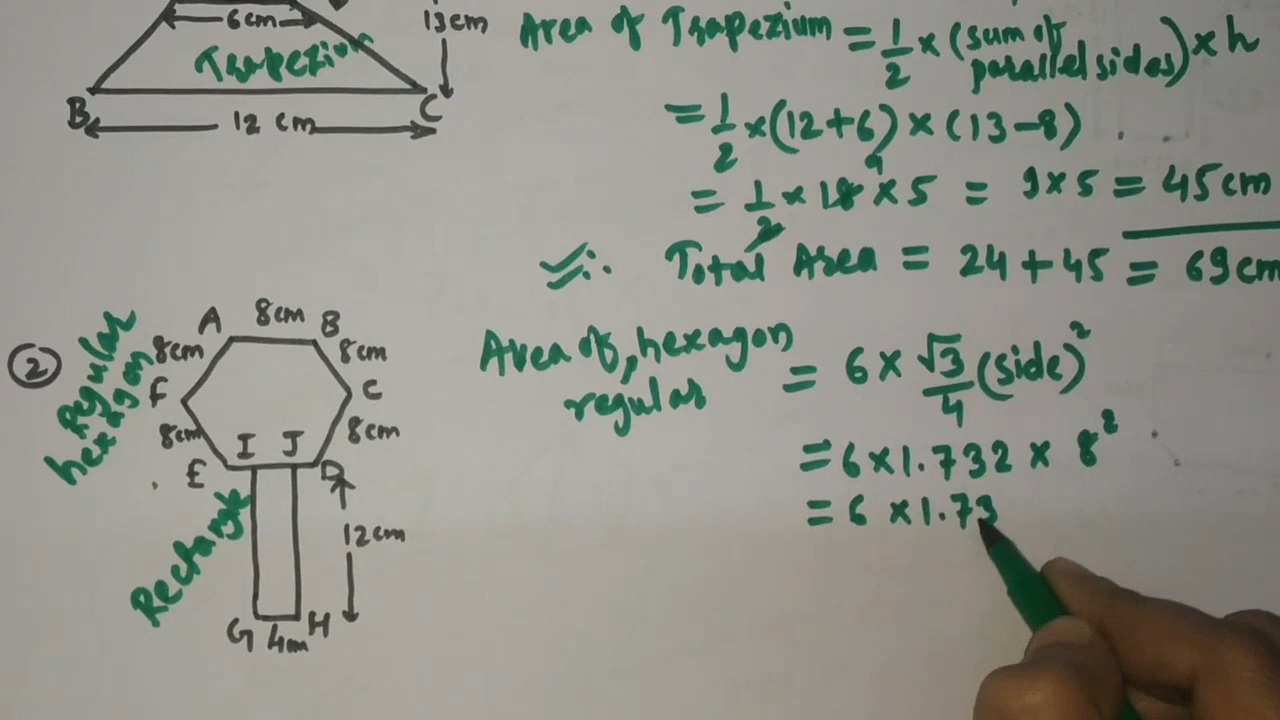 6cm
13cm
Trapezium
B
C
12 cm
Area of Trapezium = 1/2 × (sum of parallel sides) × h
= 1/2 × (12+6) × (13-8)
= 1/2 × 18 × 5 = 9×5 = 45cm
9
∴ Total Area = 24+45 = 69cm
2
Regular hexagon
A
8cm
B
8cm
8cm
F
C
8cm
8cm
I
J
E
D
Rectangle
12cm
G
4cm
H
Area of, hexagon
regular
= 6 × √3/4 (side)²
= 6×1.732 × 8²
= 6 ×1.73